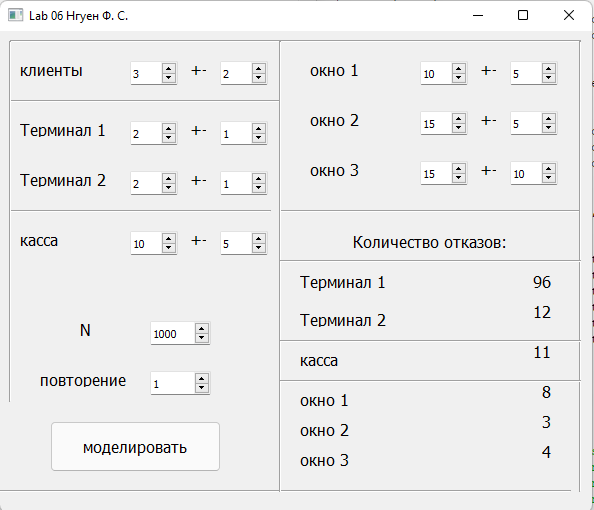 Lab 06 Нгуен Ф. С.
клиенты 3 +- 2
Терминал 1 2 +- 1
Терминал 2 2 +- 1
касса 10 +- 5
N 1000
повторение 1
моделировать
окно 1 10 +- 5
окно 2 15 +- 5
окно 3 15 +- 10
Количество отказов:
Терминал 1 96
Терминал 2 12
касса 11
окно 1 8
окно 2 3
окно 3 4